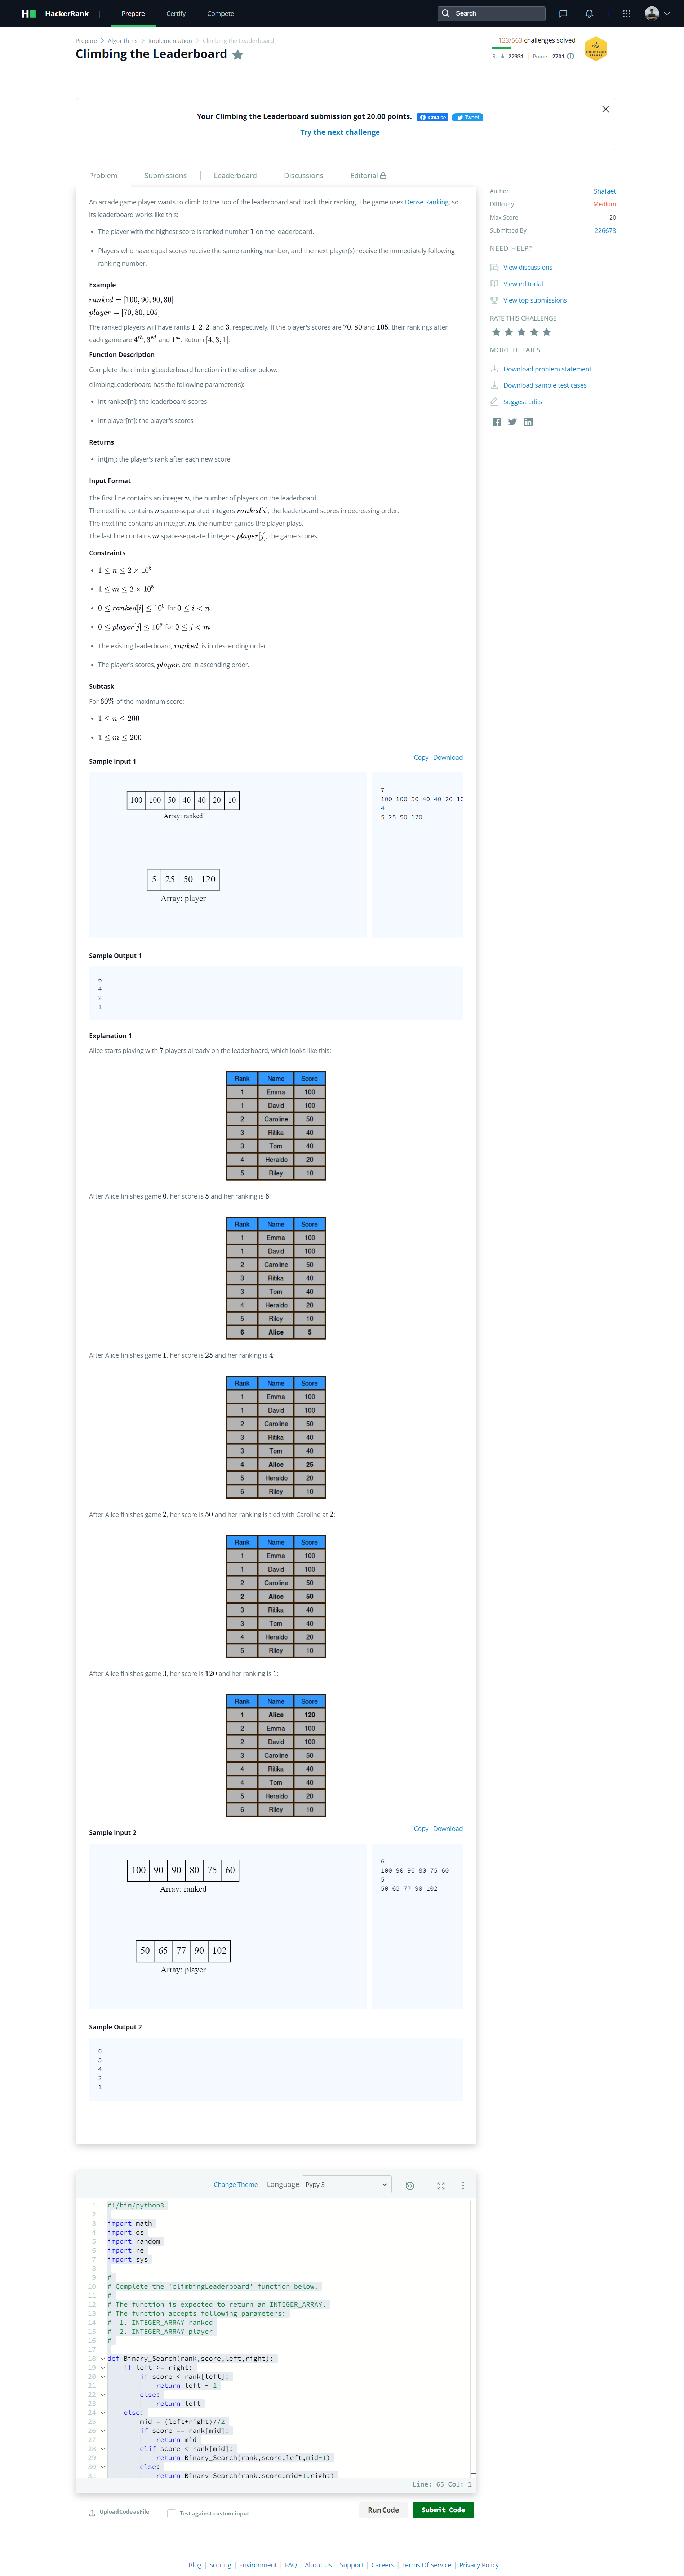 HackerRank | Prepare Certify Compete Search
Prepare > Algorithms > Implementation > Climbing the Leaderboard
Climbing the Leaderboard
123/563 challenges solved
Rank: 22331 | Points: 2701
Your Climbing the Leaderboard submission got 20.00 points. Chia sẻ Tweet
Try the next challenge
Problem Submissions Leaderboard Discussions Editorial
An arcade game player wants to climb to the top of the leaderboard and track their ranking. The game uses Dense Ranking, so
its leaderboard works like this:
• The player with the highest score is ranked number 1 on the leaderboard.
• Players who have equal scores receive the same ranking number, and the next player(s) receive the immediately following
ranking number.
Example
ranked = [100, 90, 90, 80]
player = [70, 80, 105]
The ranked players will have ranks 1, 2, 2, and 3, respectively. If the player's scores are 70, 80 and 105, their rankings after
each game are 4th, 3rd and 1st. Return [4, 3, 1].
Function Description
Complete the climbingLeaderboard function in the editor below.
climbingLeaderboard has the following parameter(s):
• int ranked[n]: the leaderboard scores
• int player[m]: the player's scores
Returns
• int[m]: the player's rank after each new score
Input Format
The first line contains an integer n, the number of players on the leaderboard.
The next line contains n space-separated integers ranked[i], the leaderboard scores in decreasing order.
The next line contains an integer, m, the number games the player plays.
The last line contains m space-separated integers player[j], the game scores.
Constraints
• 1 ≤ n ≤ 2 × 10⁵
• 1 ≤ m ≤ 2 × 10⁵
• 0 ≤ ranked[i] ≤ 10⁹ for 0 ≤ i < n
• 0 ≤ player[j] ≤ 10⁹ for 0 ≤ j < m
• The existing leaderboard, ranked, is in descending order.
• The player's scores, player, are in ascending order.
Subtask
For 60% of the maximum score:
• 1 ≤ n ≤ 200
• 1 ≤ m ≤ 200
Author Shafaet
Difficulty Medium
Max Score 20
Submitted By 226673
NEED HELP?
View discussions
View editorial
View top submissions
RATE THIS CHALLENGE
MORE DETAILS
Download problem statement
Download sample test cases
Suggest Edits
Sample Input 1
Copy Download
100 100 50 40 40 20 10
Array: ranked
5 25 50 120
Array: player
7
100 100 50 40 40 20 10
4
5 25 50 120
Sample Output 1
6
4
2
1
Explanation 1
Alice starts playing with 7 players already on the leaderboard, which looks like this:
Rank Name Score
1 Emma 100
1 David 100
2 Caroline 50
3 Ritika 40
3 Tom 40
4 Heraldo 20
5 Riley 10
After Alice finishes game 0, her score is 5 and her ranking is 6:
Rank Name Score
1 Emma 100
1 David 100
2 Caroline 50
3 Ritika 40
3 Tom 40
4 Heraldo 20
5 Riley 10
6 Alice 5
After Alice finishes game 1, her score is 25 and her ranking is 4:
Rank Name Score
1 Emma 100
1 David 100
2 Caroline 50
3 Ritika 40
3 Tom 40
4 Alice 25
5 Heraldo 20
6 Riley 10
After Alice finishes game 2, her score is 50 and her ranking is tied with Caroline at 2:
Rank Name Score
1 Emma 100
1 David 100
2 Caroline 50
2 Alice 50
3 Ritika 40
3 Tom 40
4 Heraldo 20
5 Riley 10
After Alice finishes game 3, her score is 120 and her ranking is 1:
Rank Name Score
1 Alice 120
2 Emma 100
2 David 100
3 Caroline 50
4 Ritika 40
4 Tom 40
5 Heraldo 20
6 Riley 10
Sample Input 2
Copy Download
100 90 90 80 75 60
Array: ranked
50 65 77 90 102
Array: player
6
100 90 90 80 75 60
5
50 65 77 90 102
Sample Output 2
6
5
4
2
1
Change Theme Language Pypy 3
1 #!/bin/python3
2
3 import math
4 import os
5 import random
6 import re
7 import sys
8
9 #
10 # Complete the 'climbingLeaderboard' function below.
11 #
12 # The function is expected to return an INTEGER_ARRAY.
13 # The function accepts following parameters:
14 # 1. INTEGER_ARRAY ranked
15 # 2. INTEGER_ARRAY player
16 #
17
18 def Binary_Search(rank,score,left,right):
19 if left >= right:
20 if score < rank[left]:
21 return left - 1
22 else:
23 return left
24 else:
25 mid = (left+right)//2
26 if score == rank[mid]:
27 return mid
28 elif score < rank[mid]:
29 return Binary_Search(rank,score,left,mid-1)
30 else:
31 return Binary_Search(rank,score,mid+1,right)
Line: 65 Col: 1
Upload Code as File Test against custom input Run Code Submit Code
Blog | Scoring | Environment | FAQ | About Us | Support | Careers | Terms Of Service | Privacy Policy